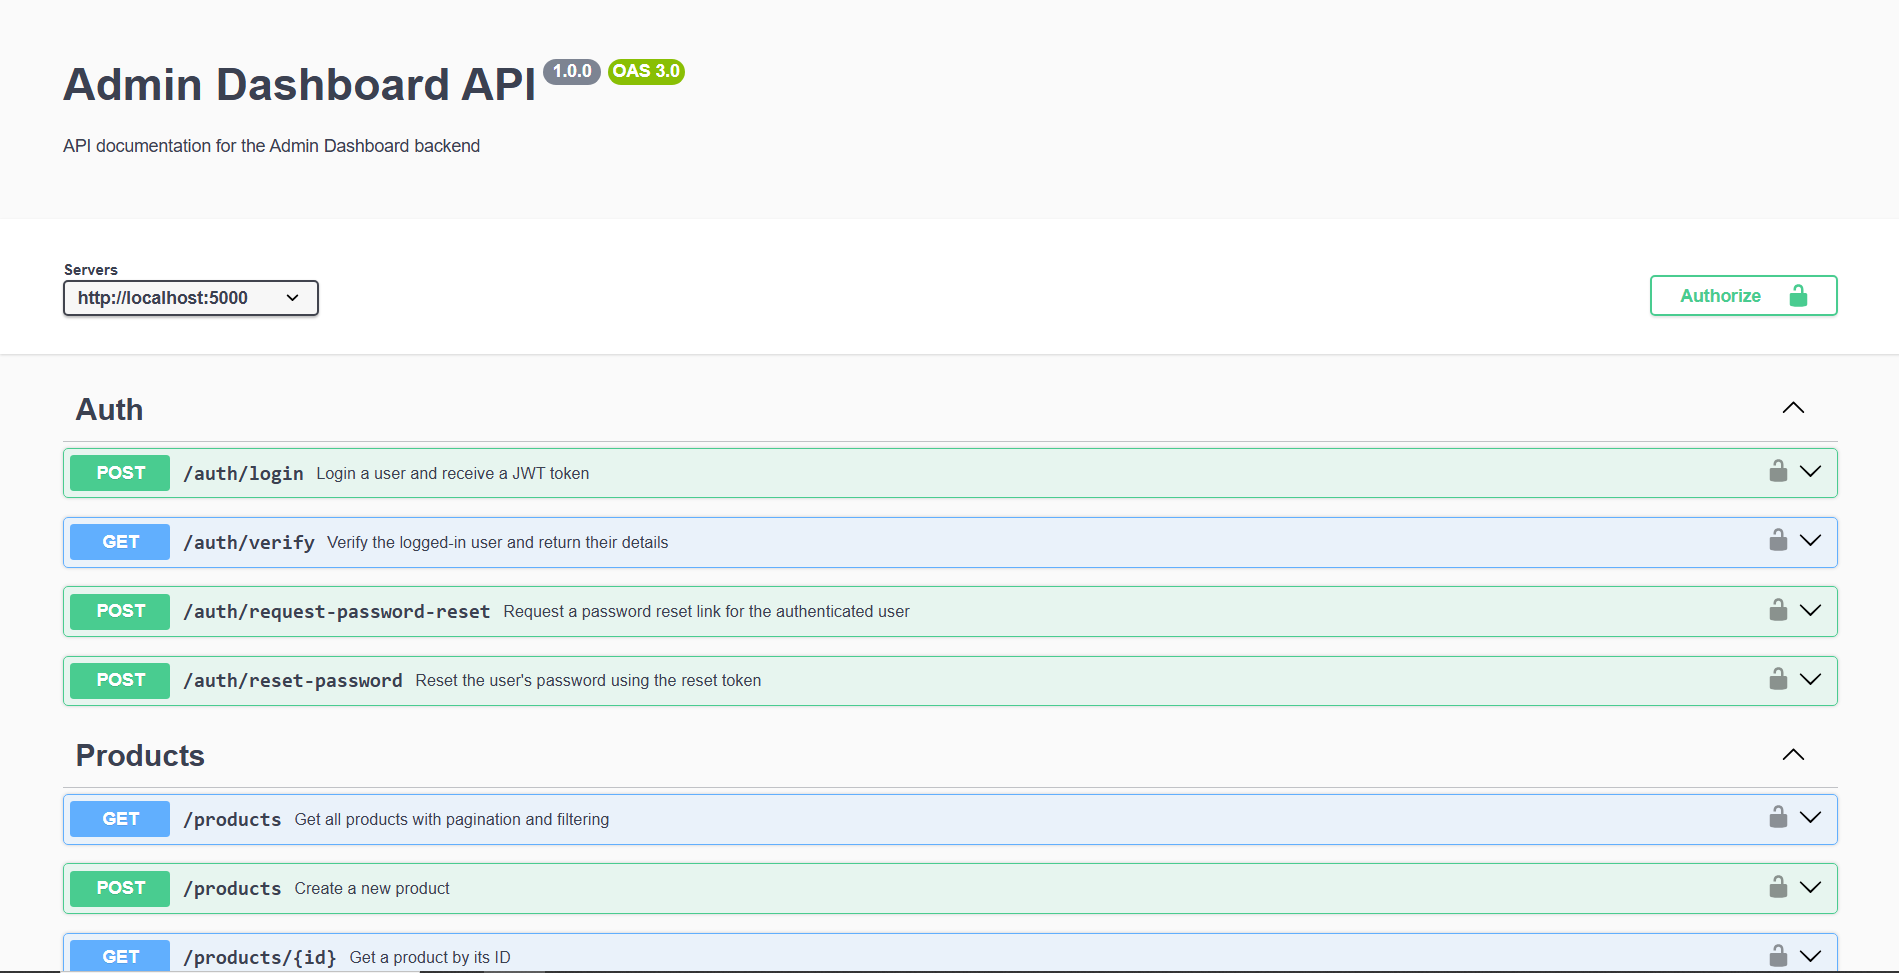 Admin Dashboard API 1.0.0 OAS 3.0
API documentation for the Admin Dashboard backend
Servers
http://localhost:5000
Authorize
Auth
POST /auth/login Login a user and receive a JWT token
GET /auth/verify Verify the logged-in user and return their details
POST /auth/request-password-reset Request a password reset link for the authenticated user
POST /auth/reset-password Reset the user's password using the reset token
Products
GET /products Get all products with pagination and filtering
POST /products Create a new product
GET /products/{id} Get a product by its ID